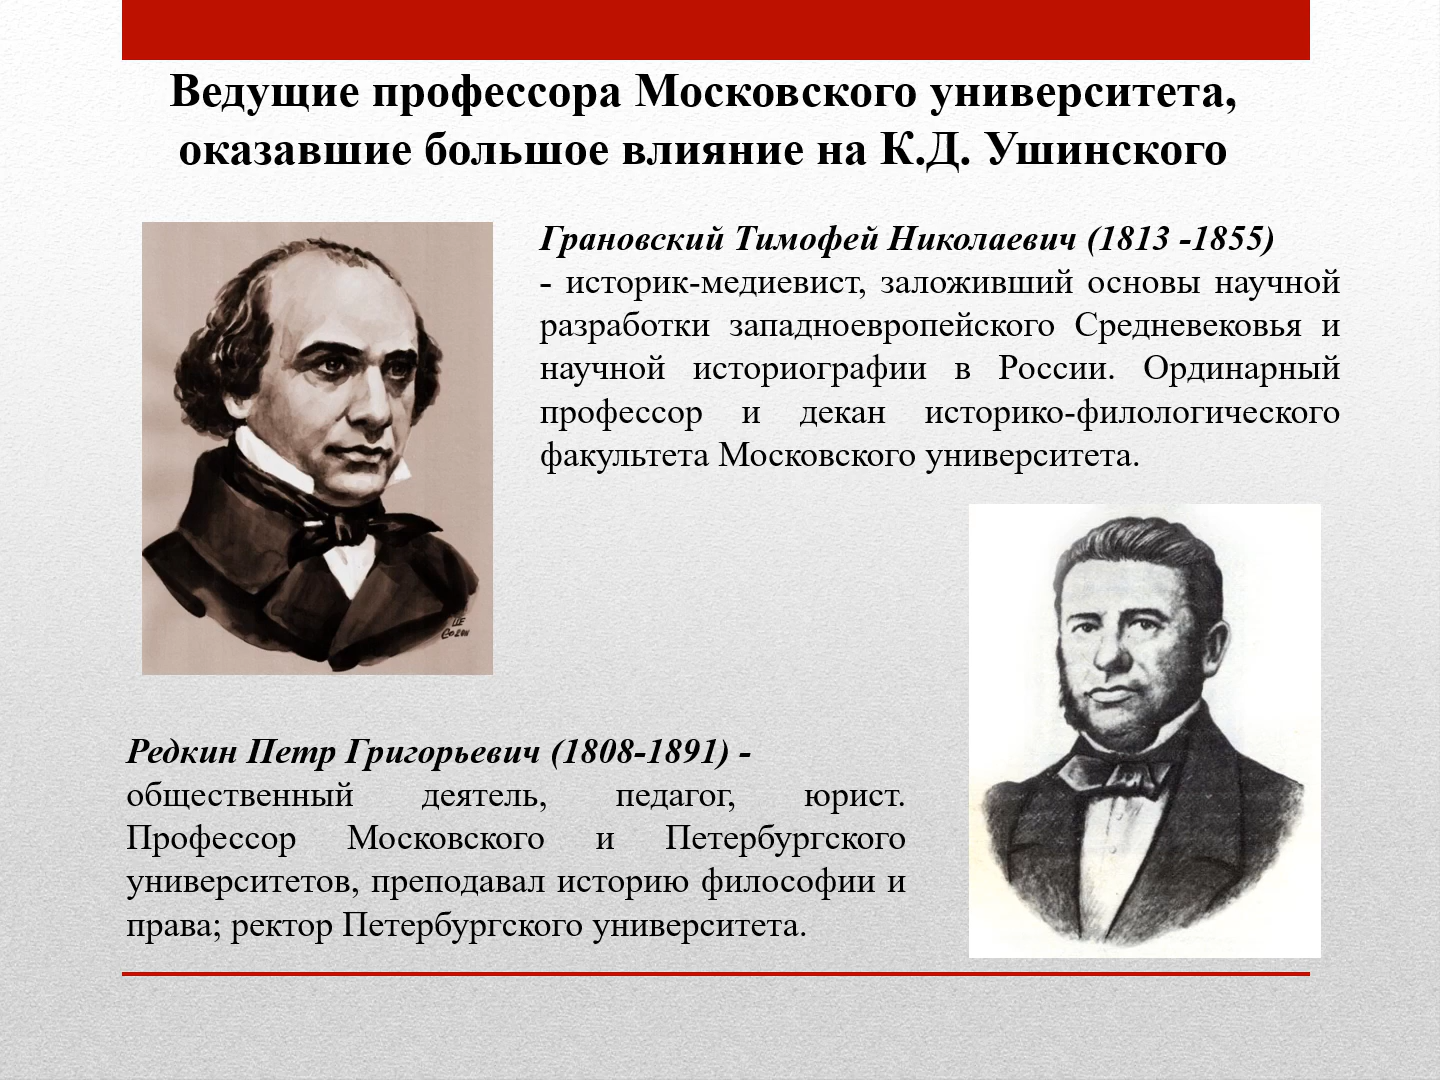 Ведущие профессора Московского университета,
оказавшие большое влияние на К.Д. Ушинского
Грановский Тимофей Николаевич (1813 -1855)
- историк-медиевист, заложивший основы научной
разработки западноевропейского Средневековья и
научной историографии в России. Ординарный
профессор и декан историко-филологического
факультета Московского университета.
Редкин Петр Григорьевич (1808-1891) -
общественный деятель, педагог, юрист.
Профессор Московского и Петербургского
университетов, преподавал историю философии и
права; ректор Петербургского университета.